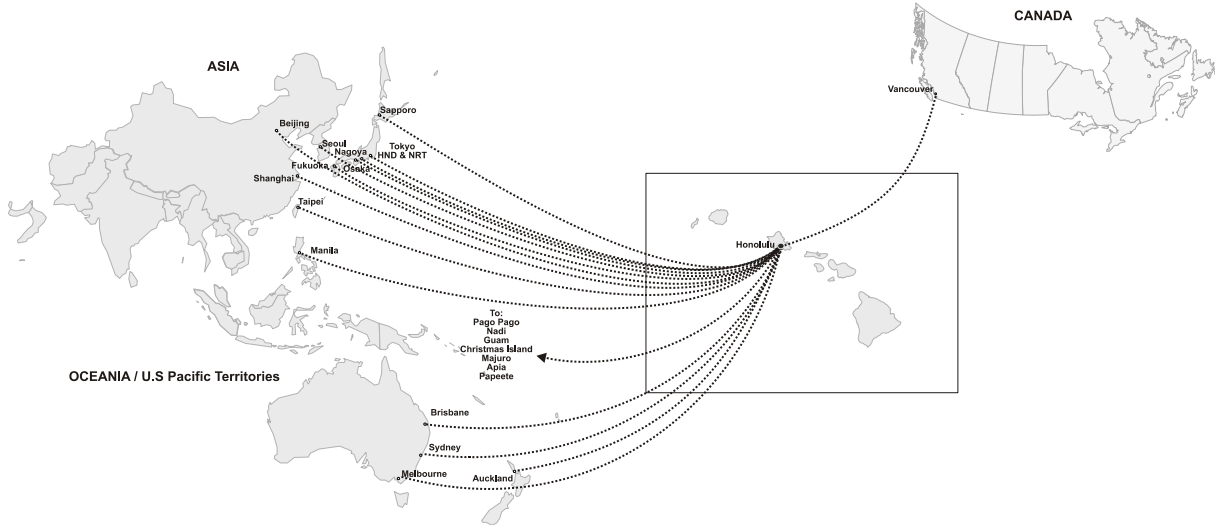 CANADA
ASIA
Vancouver
Sapporo
Beijing
Seoul
Nagoya
Tokyo
HND & NRT
Fukuoka
Osaka
Shanghai
Taipei
Manila
Honolulu
To:
Pago Pago
Nadi
Guam
Christmas Island
Majuro
Apia
Papeete
OCEANIA / U.S Pacific Territories
Brisbane
Sydney
Melbourne
Auckland